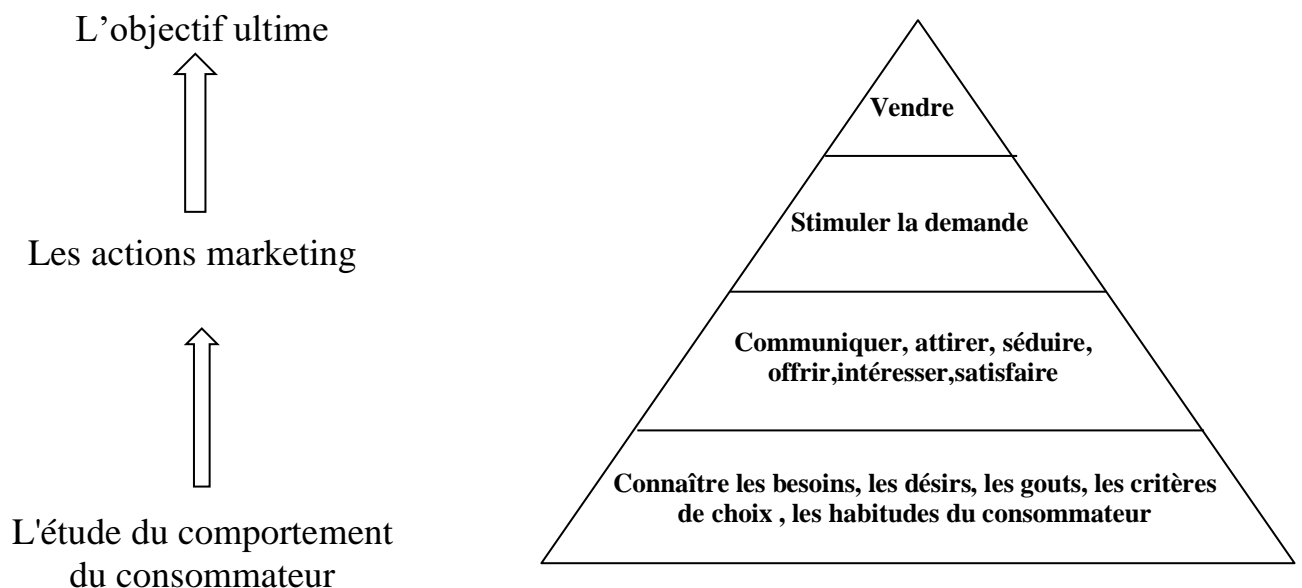 L’objectif ultime
Vendre
Stimuler la demande
Les actions marketing
Communiquer, attirer, séduire,
offrir,intéresser,satisfaire
Connaître les besoins, les désirs, les gouts, les critères
de choix , les habitudes du consommateur
L'étude du comportement
du consommateur